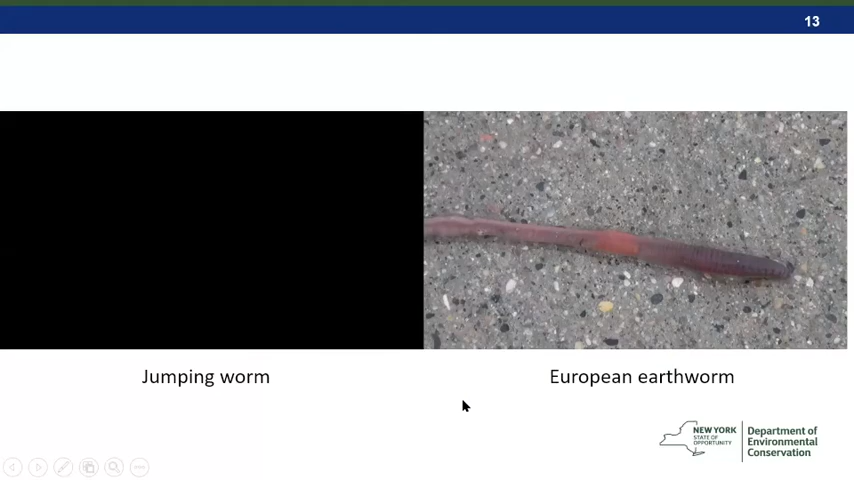 13
Jumping worm
European earthworm
NEW YORK
STATE OF
OPPORTUNITY
Department of
Environmental
Conservation